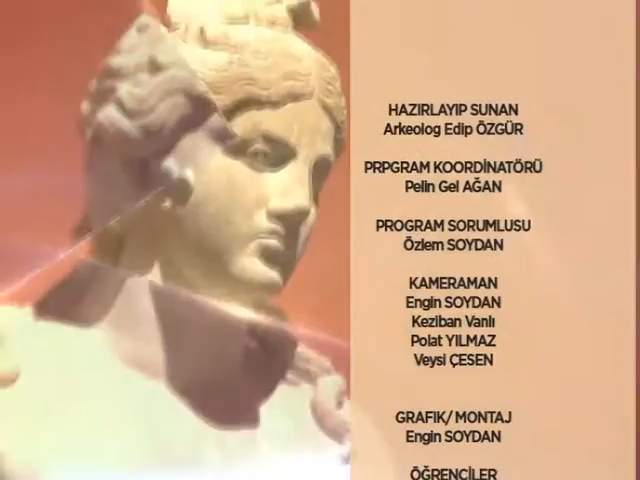 HAZIRLAYIP SUNAN
Arkeolog Edip ÖZGÜR
PRPGRAM KOORDİNATÖRÜ
Pelin Gel AĞAN
PROGRAM SORUMLUSU
Özlem SOYDAN
KAMERAMAN
Engin SOYDAN
Keziban Vanlı
Polat YILMAZ
Veysi ÇESEN
GRAFIK/ MONTAJ
Engin SOYDAN
ÖĞRENCİLER